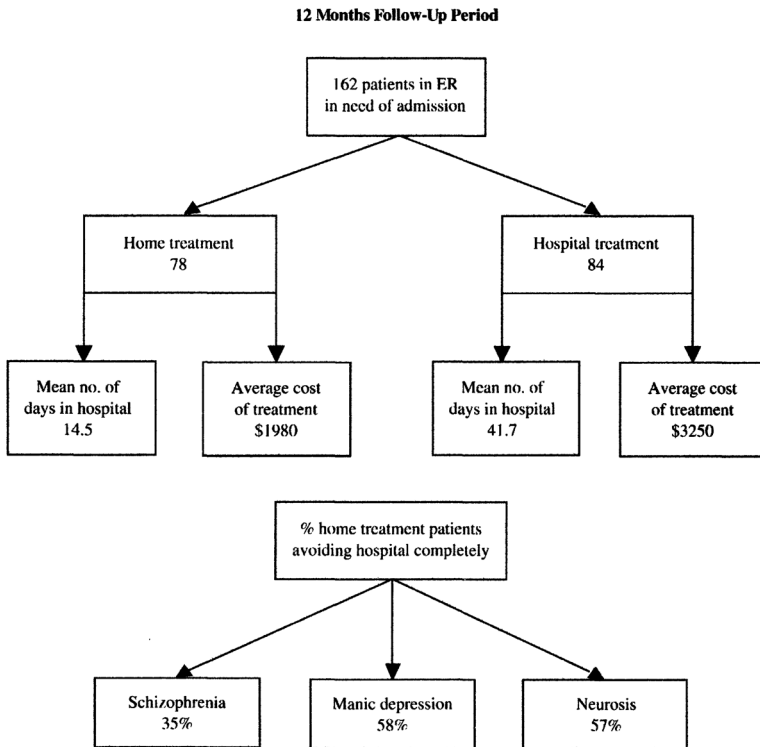 12 Months Follow-Up Period
162 patients in ER
in need of admission
Home treatment
78
Hospital treatment
84
Mean no. of
days in hospital
14.5
Average cost
of treatment
$1980
Mean no. of
days in hospital
41.7
Average cost
of treatment
$3250
% home treatment patients
avoiding hospital completely
Schizophrenia
35%
Manic depression
58%
Neurosis
57%